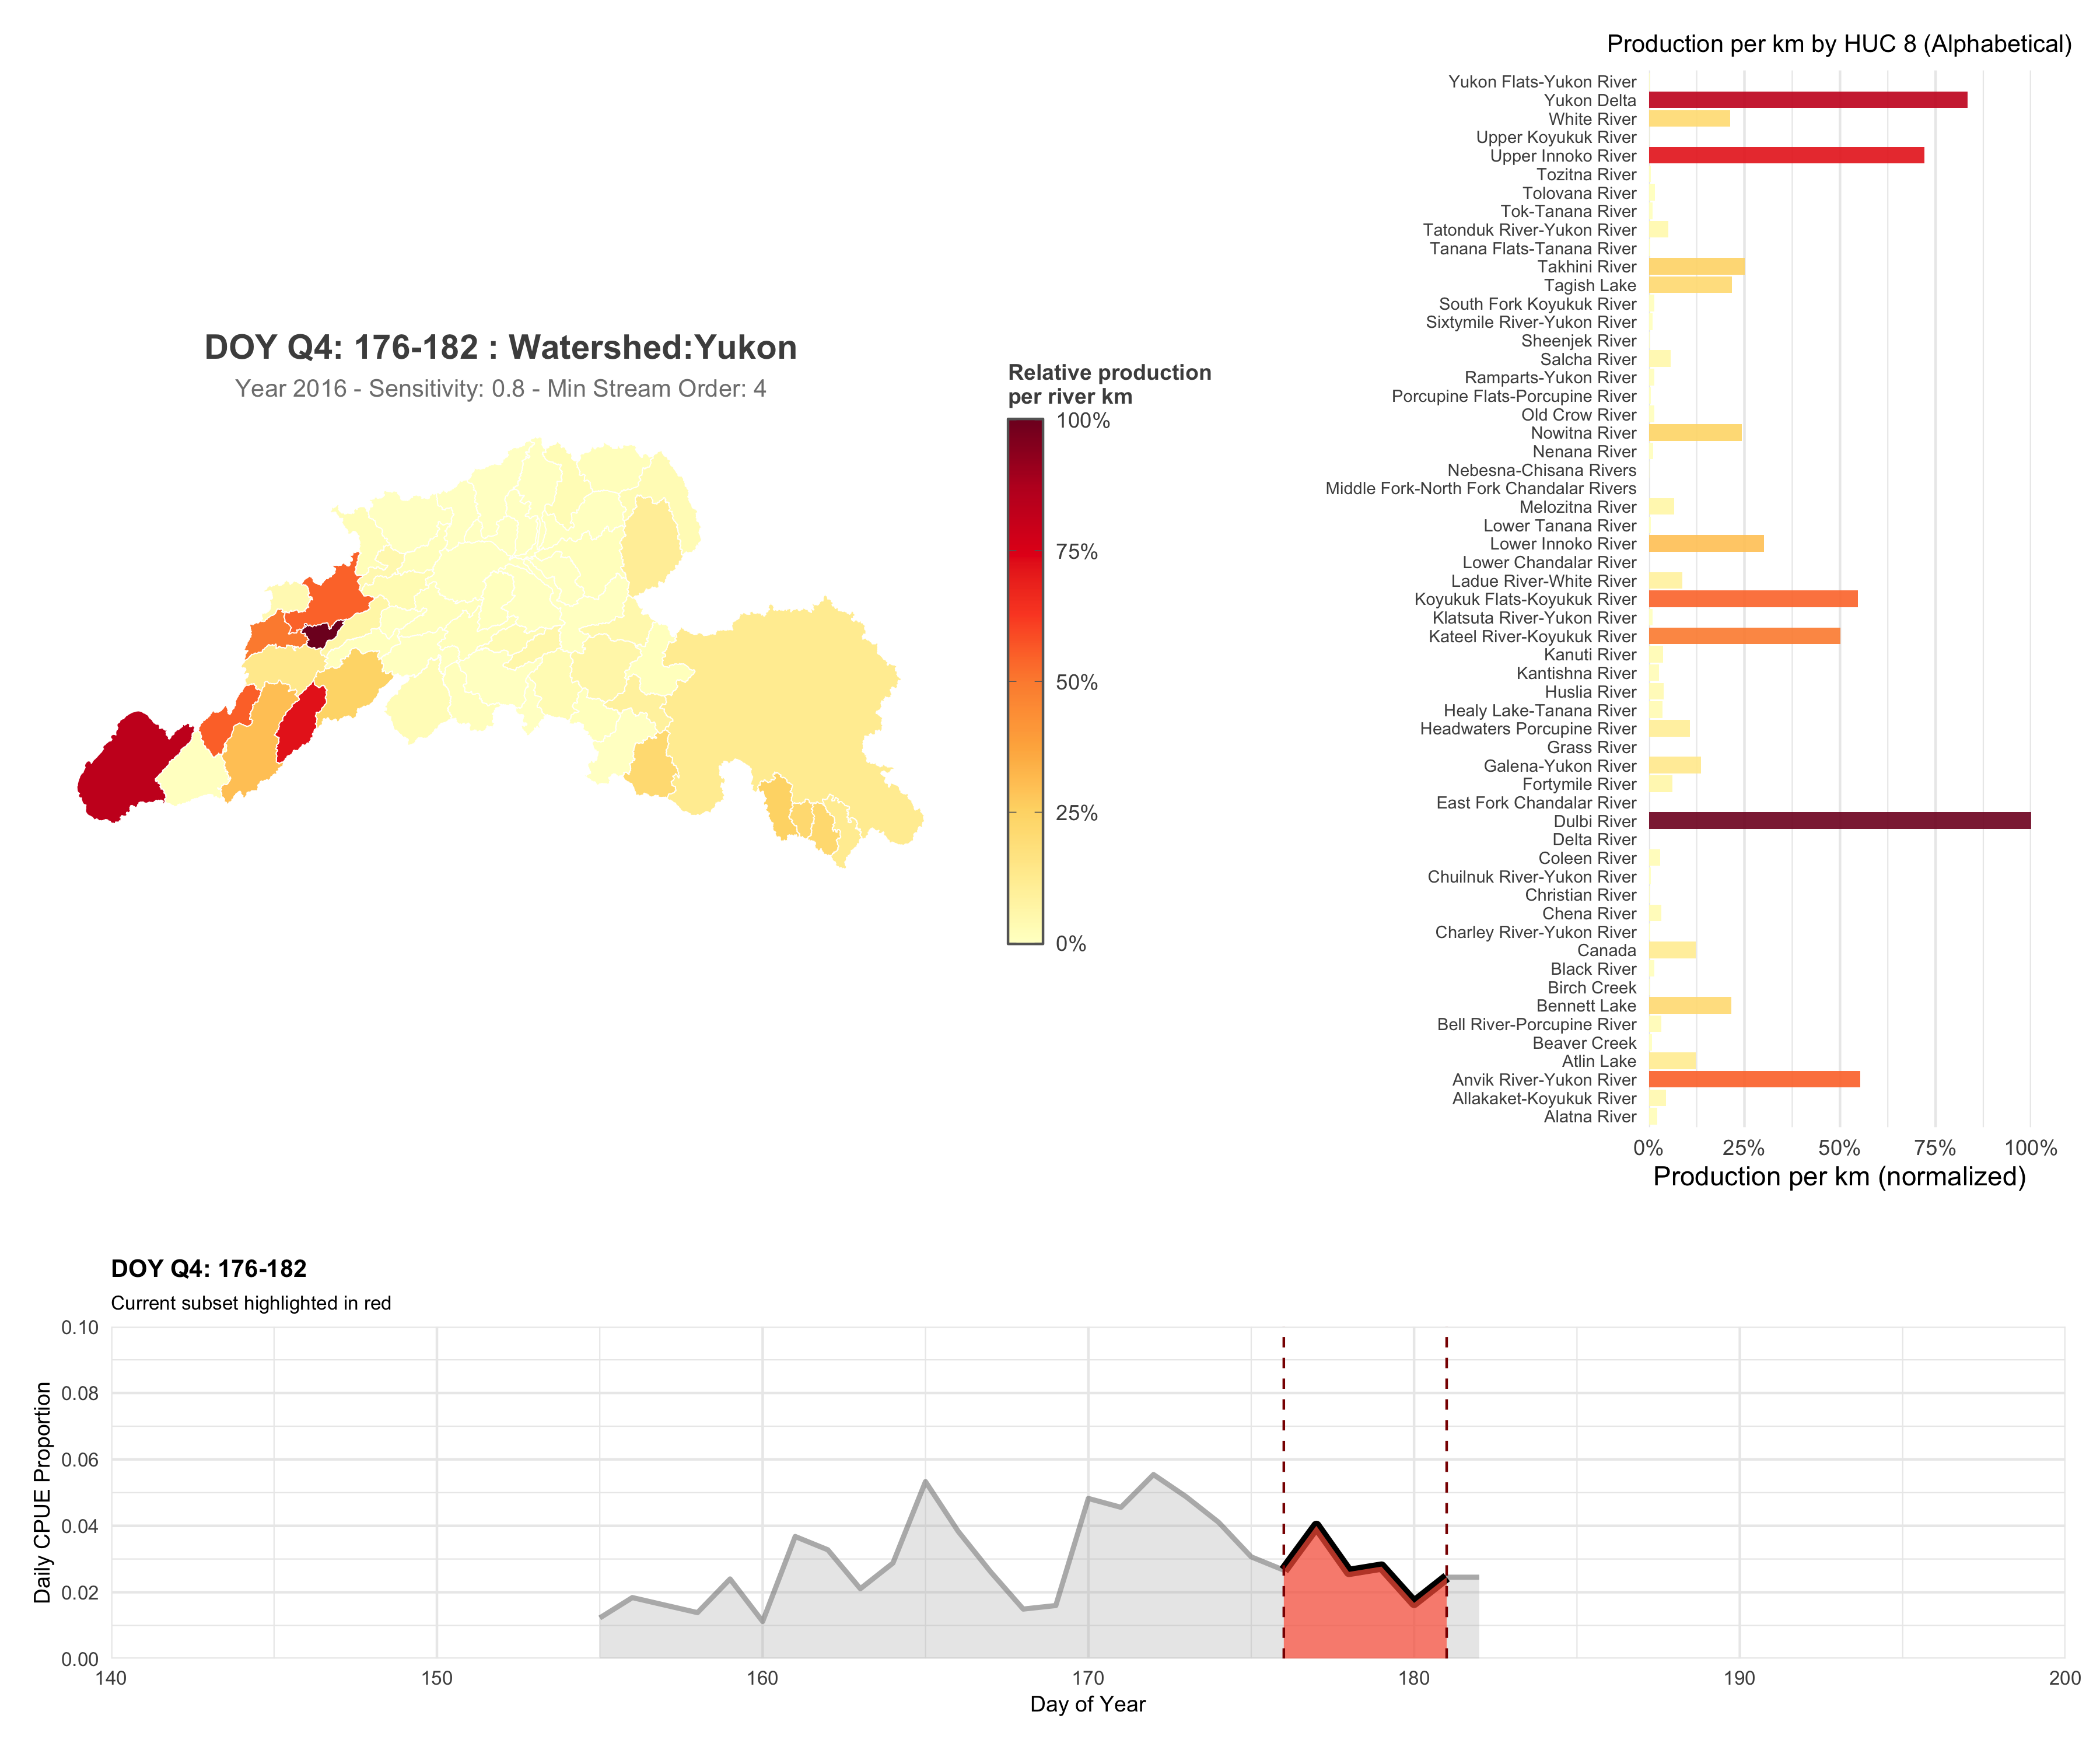 DOY Q4: 176-182 : Watershed:Yukon
Year 2016 - Sensitivity: 0.8 - Min Stream Order: 4
Relative production
per river km
100%
75%
50%
25%
0%
Production per km by HUC 8 (Alphabetical)
Yukon Flats-Yukon River
Yukon Delta
White River
Upper Koyukuk River
Upper Innoko River
Tozitna River
Tolovana River
Tok-Tanana River
Tatonduk River-Yukon River
Tanana Flats-Tanana River
Takhini River
Tagish Lake
South Fork Koyukuk River
Sixtymile River-Yukon River
Sheenjek River
Salcha River
Ramparts-Yukon River
Porcupine Flats-Porcupine River
Old Crow River
Nowitna River
Nenana River
Nebesna-Chisana Rivers
Middle Fork-North Fork Chandalar Rivers
Melozitna River
Lower Tanana River
Lower Innoko River
Lower Chandalar River
Ladue River-White River
Koyukuk Flats-Koyukuk River
Klatsuta River-Yukon River
Kateel River-Koyukuk River
Kanuti River
Kantishna River
Huslia River
Healy Lake-Tanana River
Headwaters Porcupine River
Grass River
Galena-Yukon River
Fortymile River
East Fork Chandalar River
Dulbi River
Delta River
Coleen River
Chuilnuk River-Yukon River
Christian River
Chena River
Charley River-Yukon River
Canada
Black River
Birch Creek
Bennett Lake
Bell River-Porcupine River
Beaver Creek
Atlin Lake
Anvik River-Yukon River
Allakaket-Koyukuk River
Alatna River
0% 25% 50% 75% 100%
Production per km (normalized)
DOY Q4: 176-182
Current subset highlighted in red
Daily CPUE Proportion
0.10
0.08
0.06
0.04
0.02
0.00
140 150 160 170 180 190 200
Day of Year